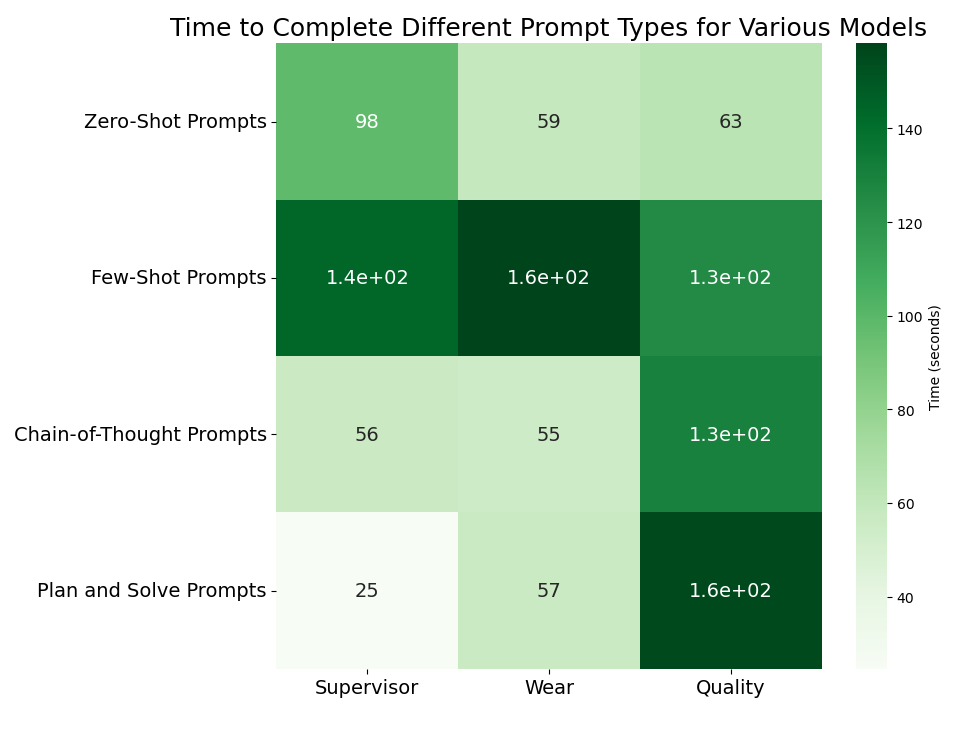 Time to Complete Different Prompt Types for Various Models
Zero-Shot Prompts 98 59 63
Few-Shot Prompts 1.4e+02 1.6e+02 1.3e+02
Chain-of-Thought Prompts 56 55 1.3e+02
Plan and Solve Prompts 25 57 1.6e+02
Supervisor Wear Quality
140
120
100
80
60
40
Time (seconds)